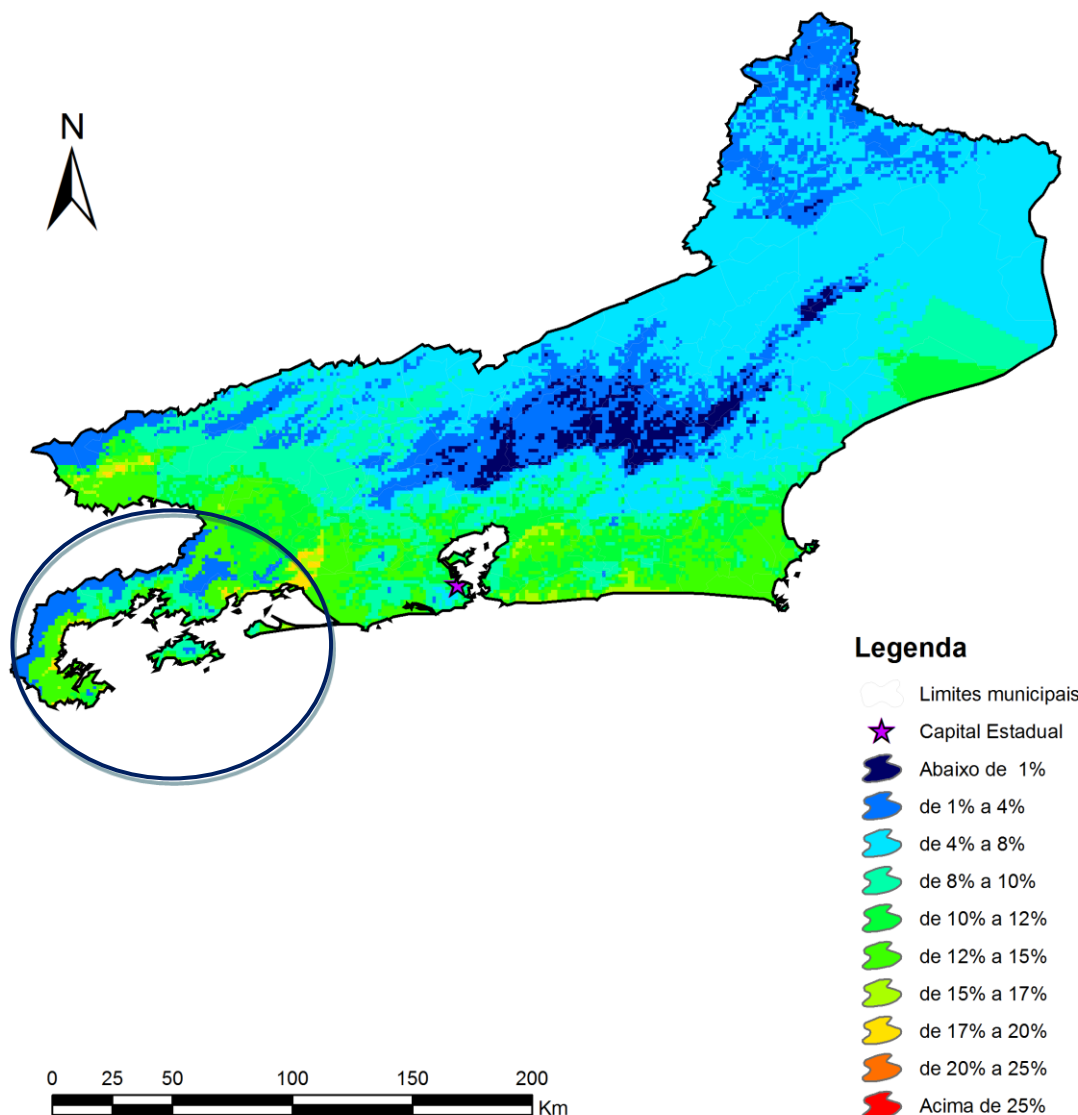 N
Legenda
Limites municipais
Capital Estadual
Abaixo de 1%
de 1% a 4%
de 4% a 8%
de 8% a 10%
de 10% a 12%
de 12% a 15%
de 15% a 17%
de 17% a 20%
de 20% a 25%
Acima de 25%
0 25 50 100 150 200
Km